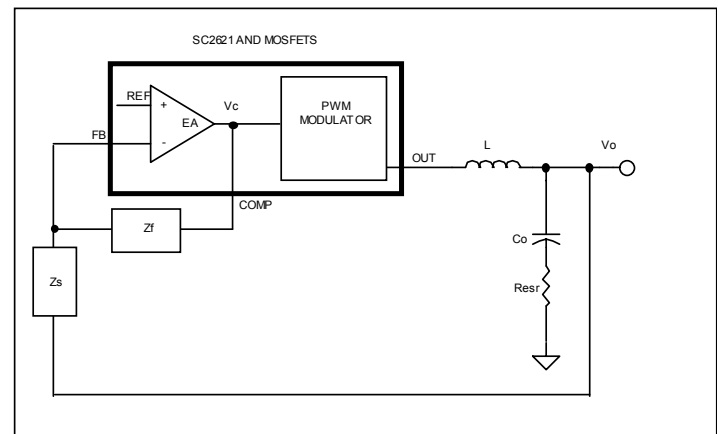 SC2621 AND MOSFETS
REF
+
EA
-
Vc
PWM
MODULATOR
FB
OUT
L
Vo
COMP
Zf
Co
Zs
Resr